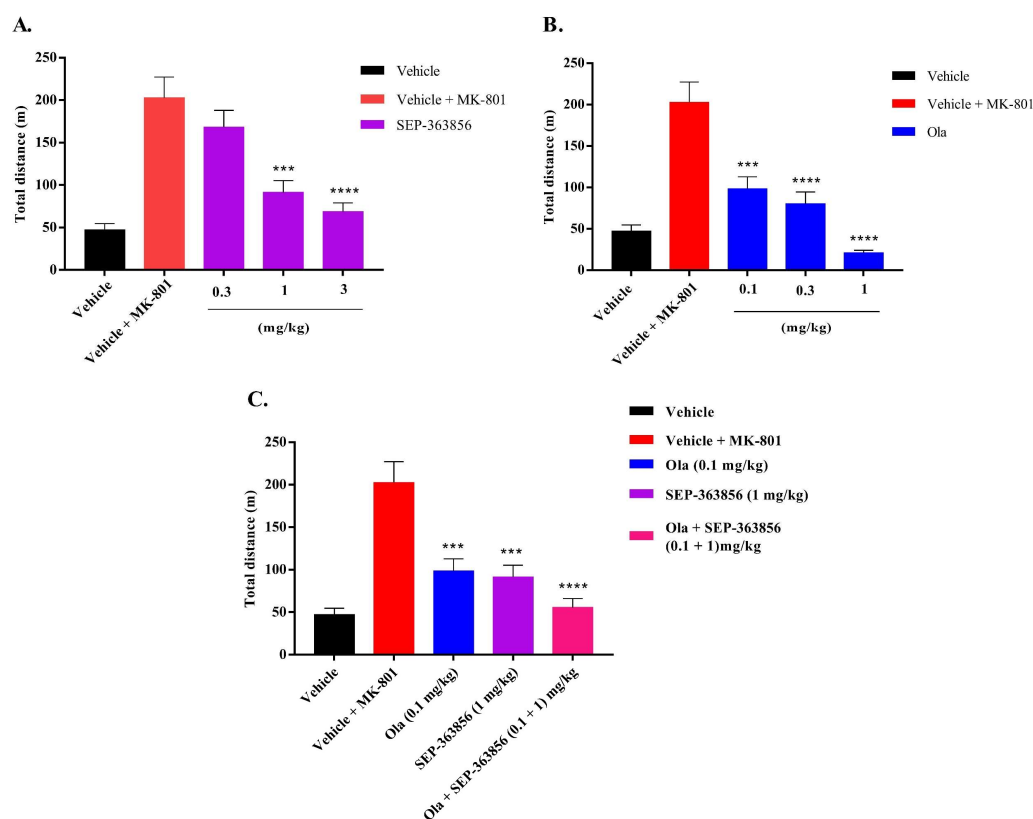 A.
250
200
150
100
50
0
Total distance (m)
***
****
Vehicle
Vehicle + MK-801
0.3
1
3
(mg/kg)
Vehicle
Vehicle + MK-801
SEP-363856
B.
250
200
150
100
50
0
Total distance (m)
***
****
****
Vehicle
Vehicle + MK-801
0.1
0.3
1
(mg/kg)
Vehicle
Vehicle + MK-801
Ola
C.
250
200
150
100
50
0
Total distance (m)
***
***
****
Vehicle
Vehicle + MK-801
Ola (0.1 mg/kg)
SEP-363856 (1 mg/kg)
Ola + SEP-363856 (0.1 + 1) mg/kg
Vehicle
Vehicle + MK-801
Ola (0.1 mg/kg)
SEP-363856 (1 mg/kg)
Ola + SEP-363856
(0.1 + 1)mg/kg